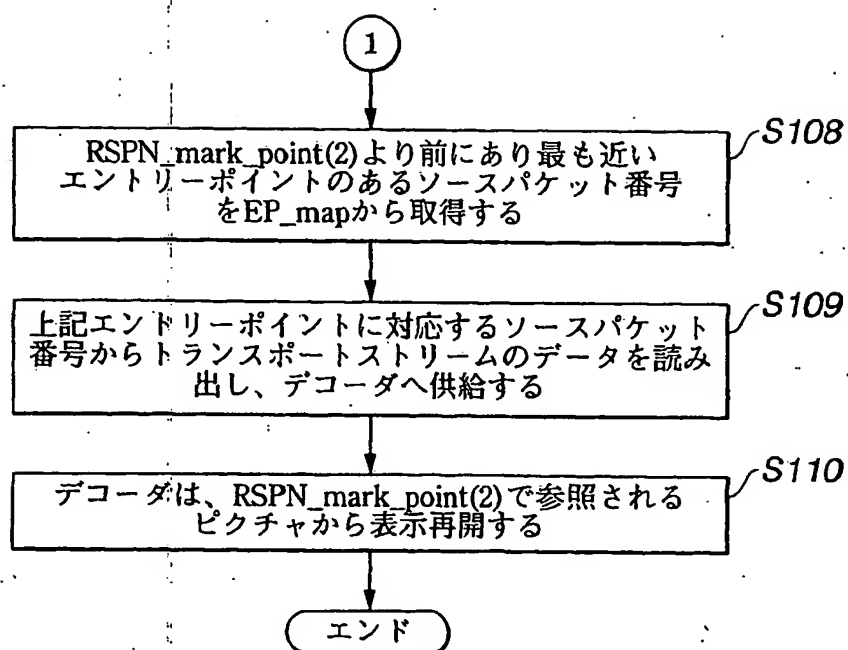 1
RSPN_mark_point(2)より前にあり最も近い
エントリーポイントのあるソースパケット番号
をEP_mapから取得する
S108
上記エントリーポイントに対応するソースパケット
番号からトランスポートストリームのデータを読み
出し、デコーダへ供給する
S109
デコーダは、RSPN_mark_point(2)で参照される
ピクチャから表示再開する
S110
エンド